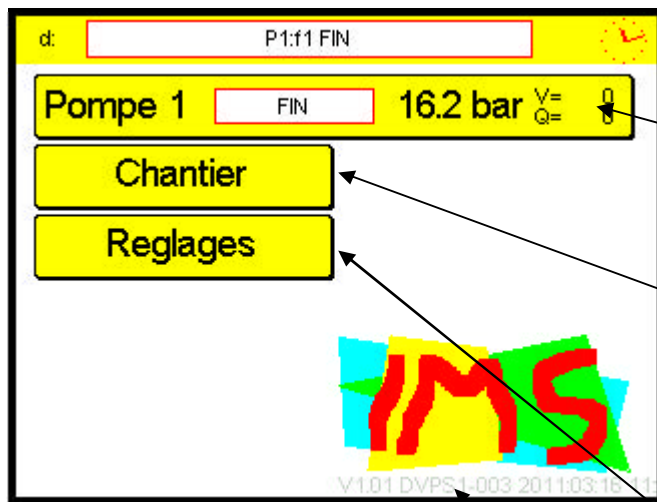 d: P1:f1 FIN
Pompe 1 FIN 16.2 bar V= 0
Q= 0
Chantier
Reglages
IMS
V1.01 DVPS1-003 2011:03:16 11: